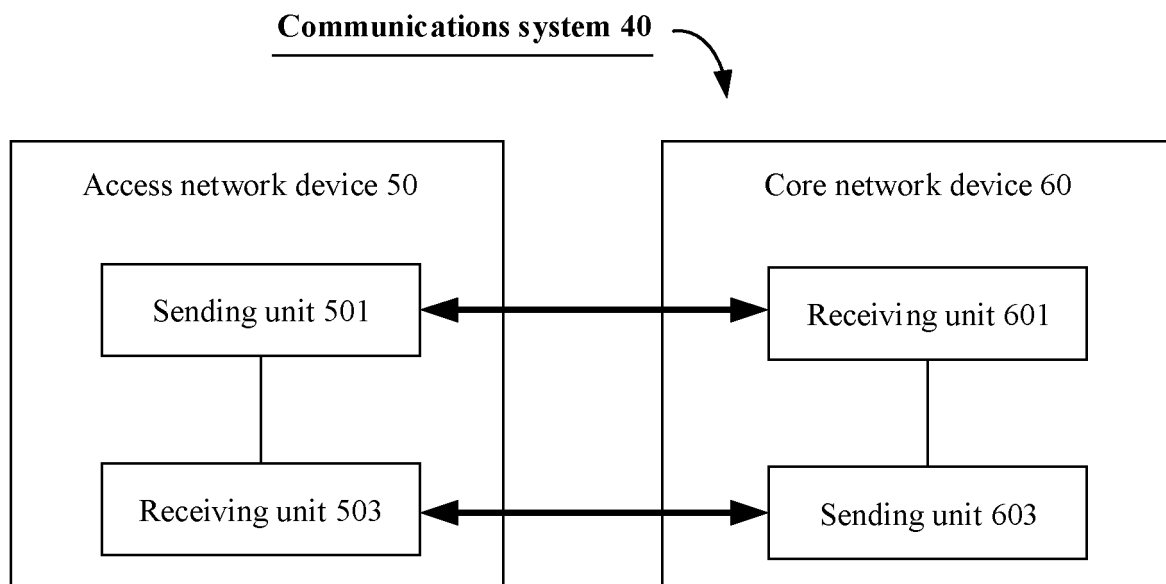 Communications system 40
Access network device 50
Core network device 60
Sending unit 501
Receiving unit 601
Receiving unit 503
Sending unit 603